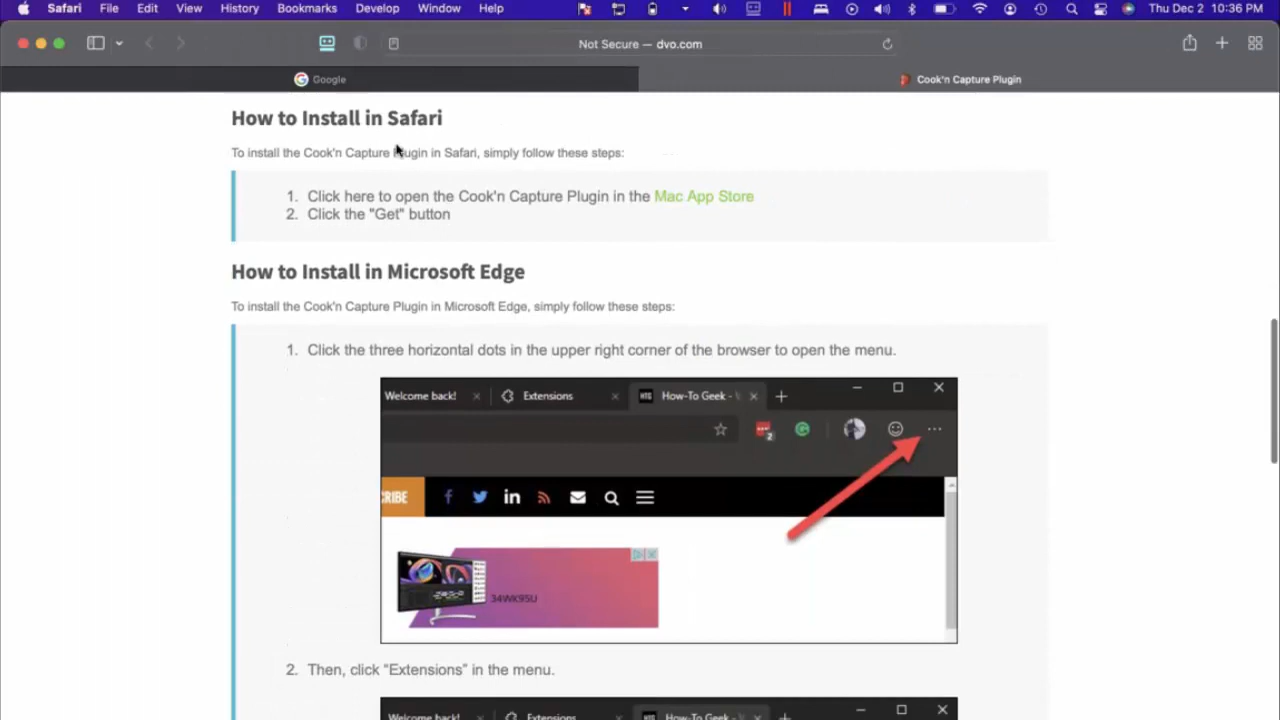 Safari File Edit View History Bookmarks Develop Window Help Thu Dec 2 10:36 PM
Not Secure — dvo.com
Google
Cook'n Capture Plugin
How to Install in Safari
To install the Cook'n Capture Plugin in Safari, simply follow these steps:
1. Click here to open the Cook'n Capture Plugin in the Mac App Store
2. Click the "Get" button
How to Install in Microsoft Edge
To install the Cook'n Capture Plugin in Microsoft Edge, simply follow these steps:
1. Click the three horizontal dots in the upper right corner of the browser to open the menu.
Welcome back! Extensions HTG How-To Geek -
2
CRIBE
34WK95U
2. Then, click “Extensions” in the menu.
Welcome back! Extensions How-To Geek -